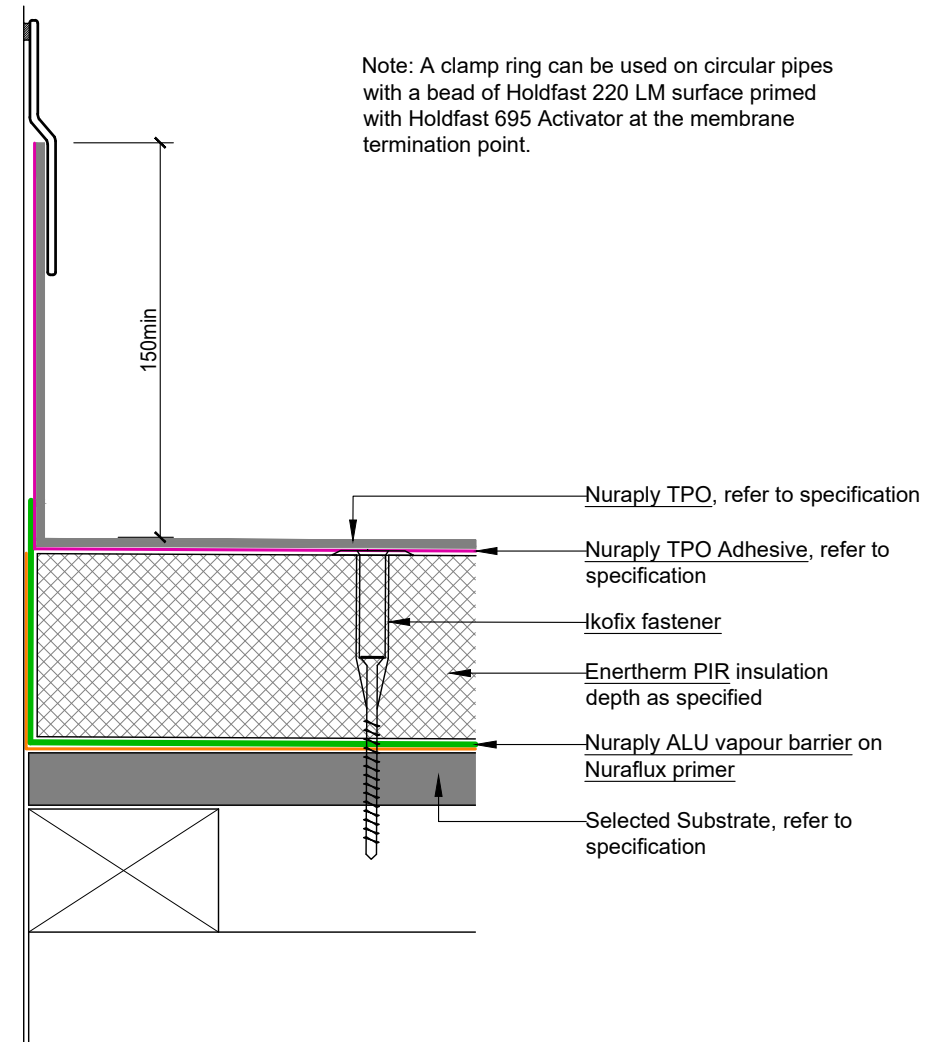 Note: A clamp ring can be used on circular pipes
with a bead of Holdfast 220 LM surface primed
with Holdfast 695 Activator at the membrane
termination point.
150min
Nuraply TPO, refer to specification
Nuraply TPO Adhesive, refer to
specification
Ikofix fastener
Enertherm PIR insulation
depth as specified
Nuraply ALU vapour barrier on
Nuraflux primer
Selected Substrate, refer to
specification